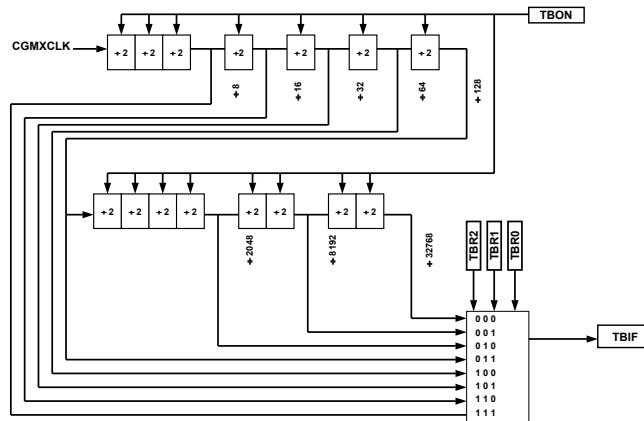 TBON
CGMXCLK
÷ 2 ÷ 2 ÷ 2 ÷ 2 ÷ 2 ÷ 2 ÷ 2
÷ 8 ÷ 16 ÷ 32 ÷ 64 ÷ 128
÷ 2 ÷ 2 ÷ 2 ÷ 2 ÷ 2 ÷ 2 ÷ 2 ÷ 2
÷ 2048 ÷ 8192 ÷ 32768
TBR2 TBR1 TBR0
0 0 0
0 0 1
TBIF
0 1 0
0 1 1
1 0 0
1 0 1
1 1 0
1 1 1